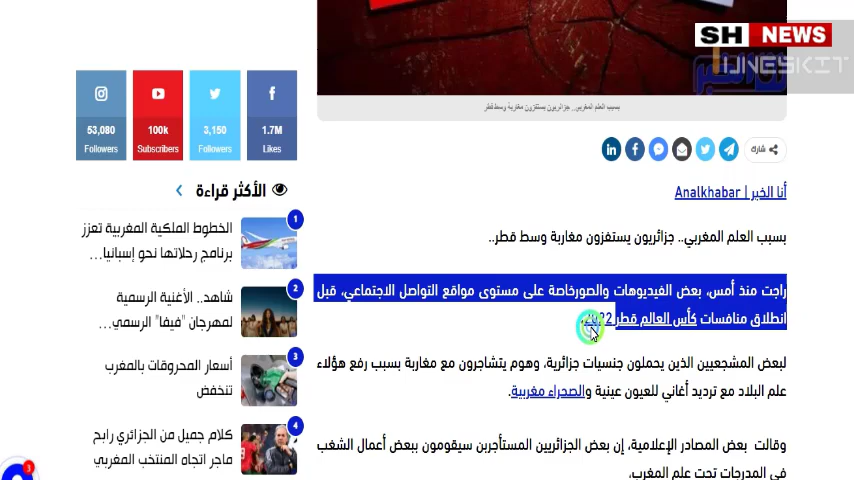 SH NEWS
UNESKIT
بسبب العلم المغربي.. جزائريون يستفزون مغاربة وسط قطر
شارك
53,080
Followers
100k
Subscribers
3,150
Followers
1.7M
Likes
أنا الخبر | Analkhabar
بسبب العلم المغربي.. جزائريون يستفزون مغاربة وسط قطر..
راجت منذ أمس، بعض الفيديوهات والصورخاصة على مستوى مواقع التواصل الاجتماعي، قبل
انطلاق منافسات كأس العالم قطر 2022.
لبعض المشجعيين الذين يحملون جنسيات جزائرية، وهوم يتشاجرون مع مغاربة بسبب رفع هؤلاء
علم البلاد مع ترديد أغاني للعيون عينية والصحراء مغربية.
وقالت بعض المصادر الإعلامية، إن بعض الجزائريين المستأجربن سيقومون ببعض أعمال الشغب
في المدرجات تحت علم المغرب،
الأكثر قراءة
1
الخطوط الملكية المغربية تعزز
برنامج رحلاتها نحو إسبانيا...
2
شاهد.. الأغنية الرسمية
لمهرجان "فيفا" الرسمي...
3
أسعار المحروقات بالمغرب
تنخفض
4
كلام جميل من الجزائري رابح
ماجر اتجاه المنتخب المغربي
3